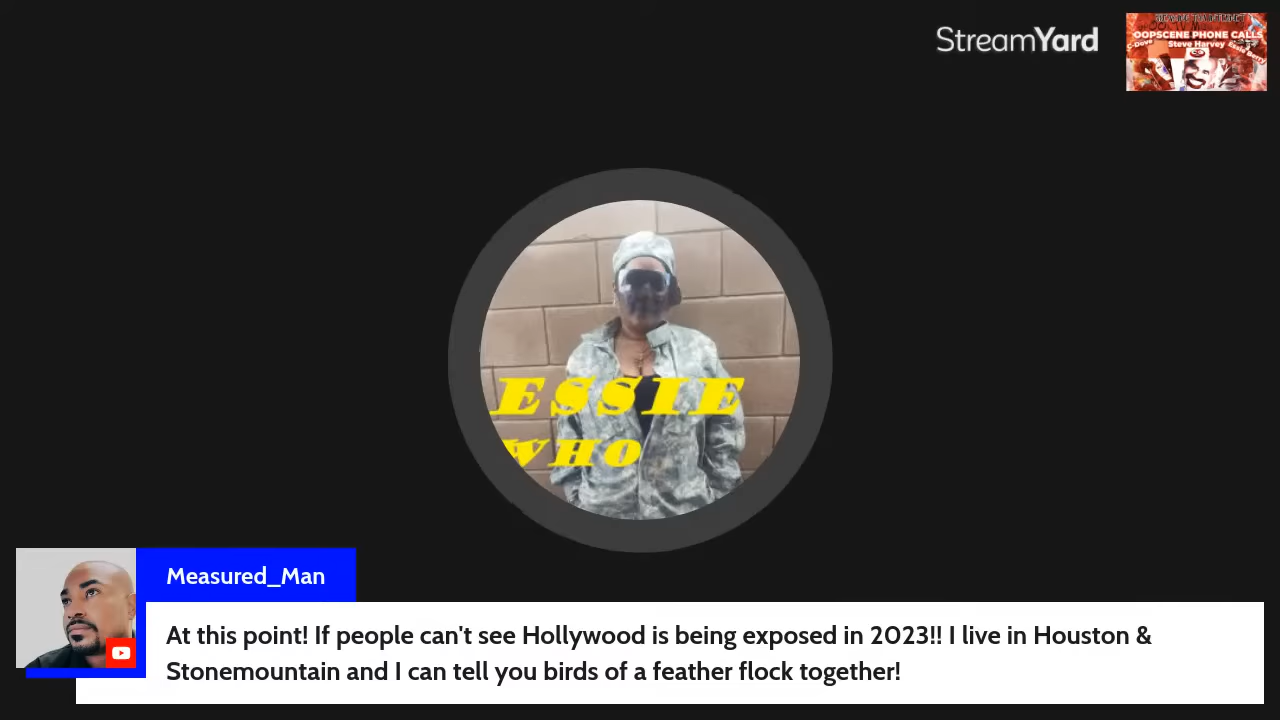 StreamYard
OOPSCENE PHONE CALLS
Steve Harvey
ESSIE
WHO
Measured_Man
At this point! If people can't see Hollywood is being exposed in 2023!! I live in Houston &
Stonemountain and I can tell you birds of a feather flock together!